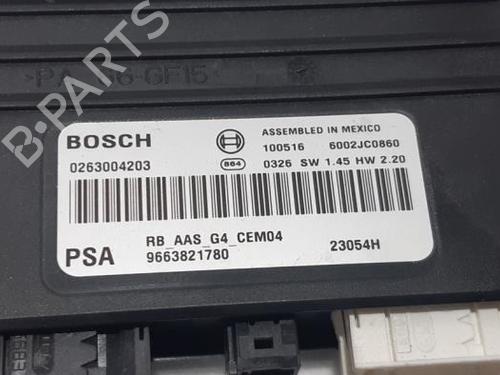 BOSCH
ASSEMBLED IN MEXICO
100516 6002JC0860
0263004203
864
0326 SW 1.45 HW 2.20
PSA
RB_AAS_G4_CEM04
9663821780
23054H
B-PARTS